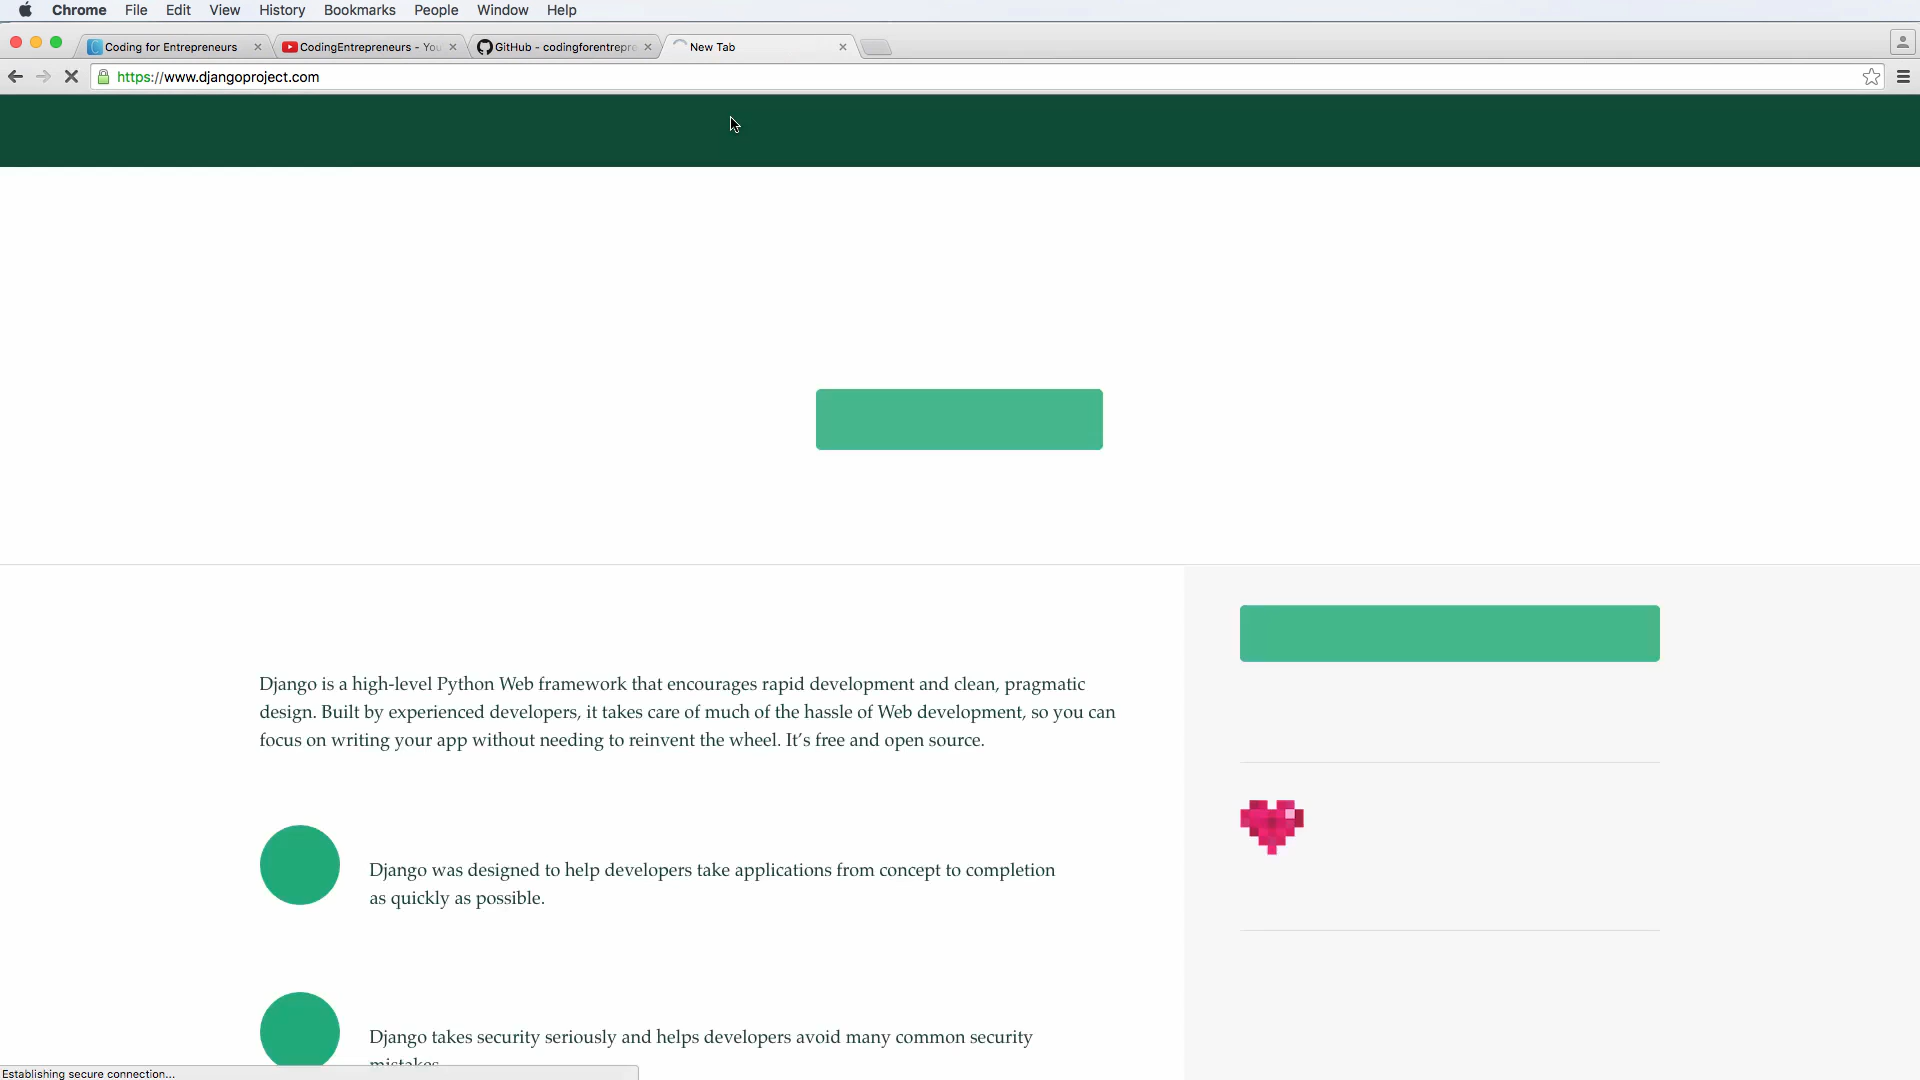 Chrome File Edit View History Bookmarks People Window Help
Coding for Entrepreneurs
CodingEntrepreneurs - You
GitHub - codingforentrepre
New Tab
https://www.djangoproject.com
Django is a high-level Python Web framework that encourages rapid development and clean, pragmatic
design. Built by experienced developers, it takes care of much of the hassle of Web development, so you can
focus on writing your app without needing to reinvent the wheel. It’s free and open source.
Django was designed to help developers take applications from concept to completion
as quickly as possible.
Django takes security seriously and helps developers avoid many common security
mistakes
Establishing secure connection...